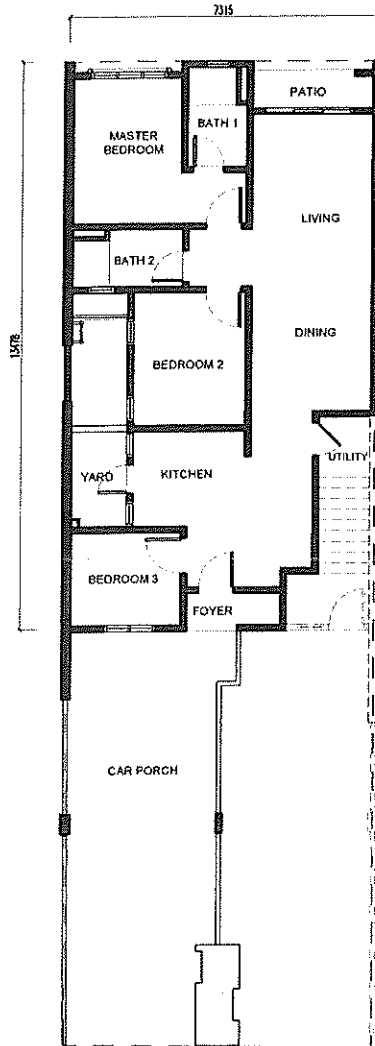 7315
BATH 1
PATIO
MASTER
BEDROOM
LIVING
BATH 2
13478
DINING
BEDROOM 2
UTILITY
YARD
KITCHEN
BEDROOM 3
FOYER
CAR PORCH